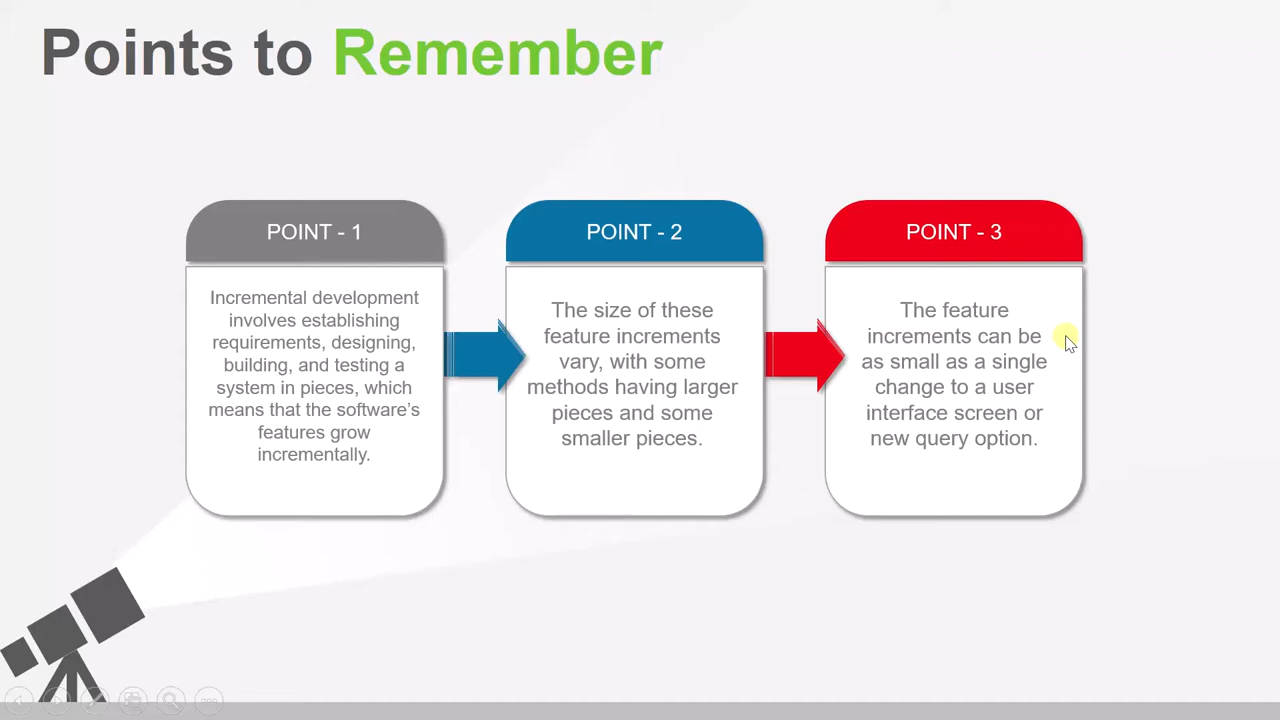 Points to Remember
POINT - 1
Incremental development
involves establishing
requirements, designing,
building, and testing a
system in pieces, which
means that the software's
features grow
incrementally.
POINT - 2
The size of these
feature increments
vary, with some
methods having larger
pieces and some
smaller pieces.
POINT - 3
The feature
increments can be
as small as a single
change to a user
interface screen or
new query option.